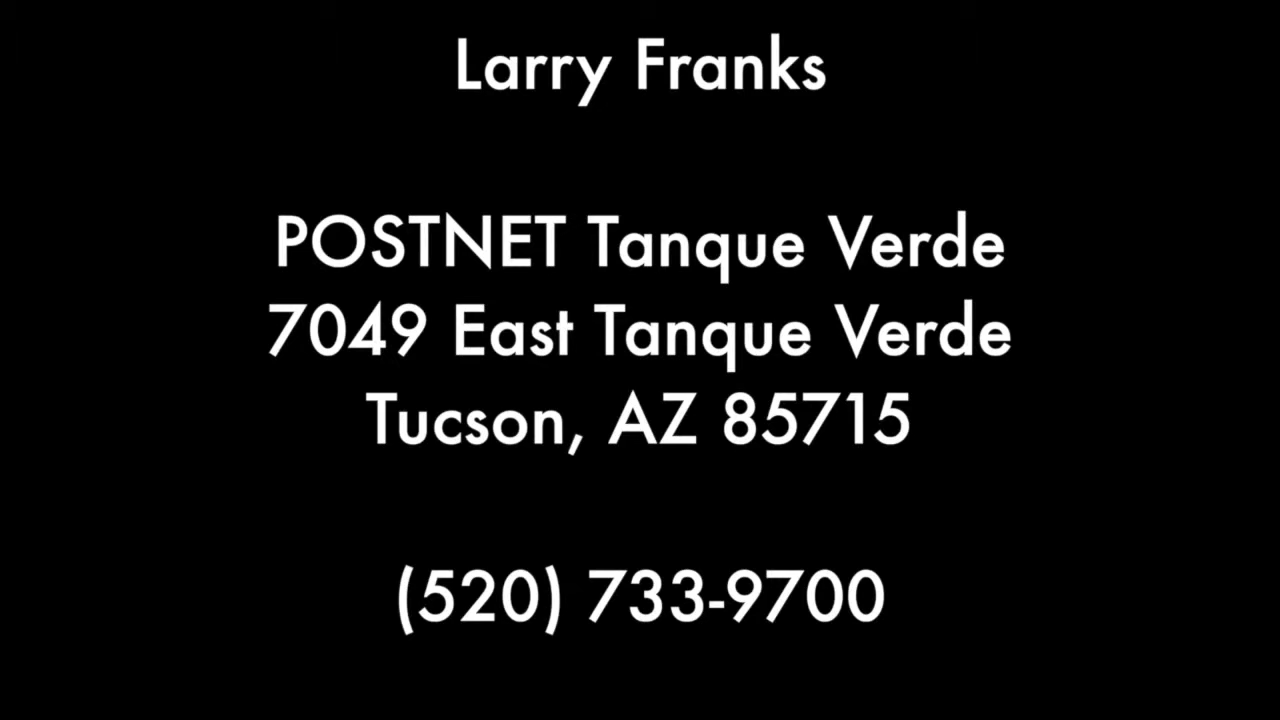 Larry Franks
POSTNET Tanque Verde
7049 East Tanque Verde
Tucson, AZ 85715
(520) 733-9700